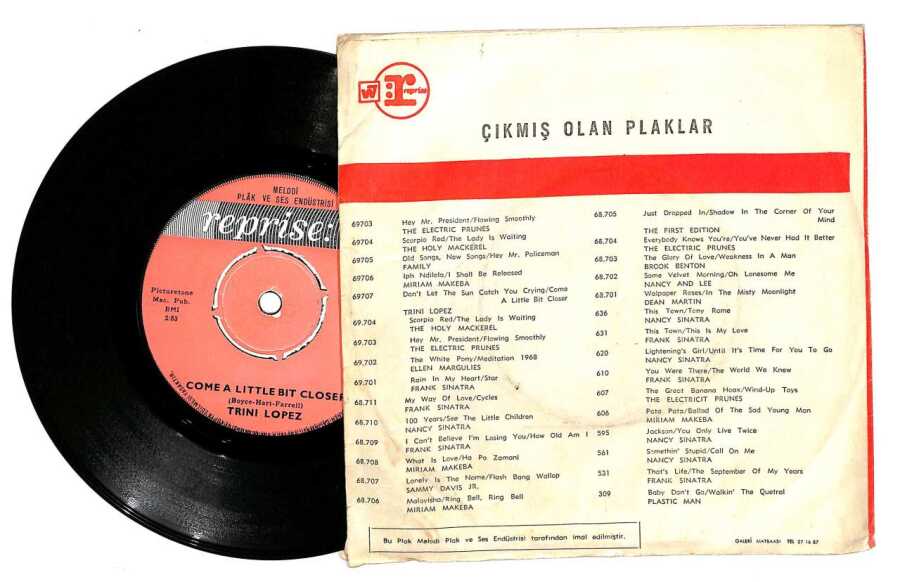 MELODİ
PLÂK VE SES ENDÜSTRİSİ
reprise:
Picturetone
Mac. Pub.
BMI
2:53
COME A LITTLE BIT CLOSER
(Boyce-Hart-Farrell)
TRINI LOPEZ
W
r
reprise
ÇIKMIŞ OLAN PLAKLAR
69703 Hey Mr. President/Flowing Smoothly
THE ELECTRIC PRUNES
69704 Scorpio Red/The Lady Is Waiting
THE HOLY MACKEREL
69705 Old Songs, New Songs/Hey Mr. Policeman
FAMILY
69706 Iph Ndilela/I Shall Be Released
MIRIAM MAKEBA
69707 Don't Let The Sun Catch You Crying/Come
A Little Bit Closer
TRINI LOPEZ
69.704 Scorpio Red/The Lady Is Waiting
THE HOLY MACKEREL
69.703 Hey Mr. President/Flowing Smoothly
THE ELECTRIC PRUNES
69.702 The White Pony/Meditation 1968
ELLEN MARGULIES
69.701 Rain In My Heart/Star
FRANK SINATRA
68.711 My Way Of Love/Cycles
FRANK SINATRA
68.710 100 Years/See The Little Children
NANCY SINATRA
68.709 I Can't Believe I'm Losing You/How Old Am I
FRANK SINATRA
68.708 What Is Love/Ha Po Zamani
MIRIAM MAKEBA
68.707 Lonely Is The Name/Flash Bang Wallop
SAMMY DAVIS JR.
68.706 Malayisha/Ring Bell, Ring Bell
MIRIAM MAKEBA
68.705 Just Dropped In/Shadow In The Corner Of Your
Mind
THE FIRST EDITION
68,704 Everybody Knows You're/You've Never Had It Better
THE ELECTIRIC PRUNES
68.703 The Glory Of Love/Weakness In A Man
BROOK BENTON
68.702 Some Velvet Morning/Oh Lonesome Me
NANCY AND LEE
68.701 Walpaper Roses/In The Misty Moonlight
DEAN MARTIN
636 This Town/Tony Rome
NANCY SINATRA
631 This Town/This Is My Love
FRANK SINATRA
620 Lightening's Girl/Until It's Time For You To Go
NANCY SINATRA
610 You Were There/The World We Knew
FRANK SINATRA
607 The Great Banana Hoax/Wind-Up Toys
THE ELECTRICIT PRUNES
606 Pata Pata/Ballad Of The Sad Young Man
MIRIAM MAKEBA
595 Jackson/You Only Live Twice
NANCY SINATRA
561 Somethin' Stupid/Call On Me
NANCY SINATRA
531 That's Life/The September Of My Years
FRANK SINATRA
309 Baby Don't Go/Walkin' The Quetrel
PLASTIC MAN
Bu Plak Melodi Plak ve Ses Endüstrisi tarafından imal edilmiştir.
GALERİ MATBAASI TEL 27 16 87